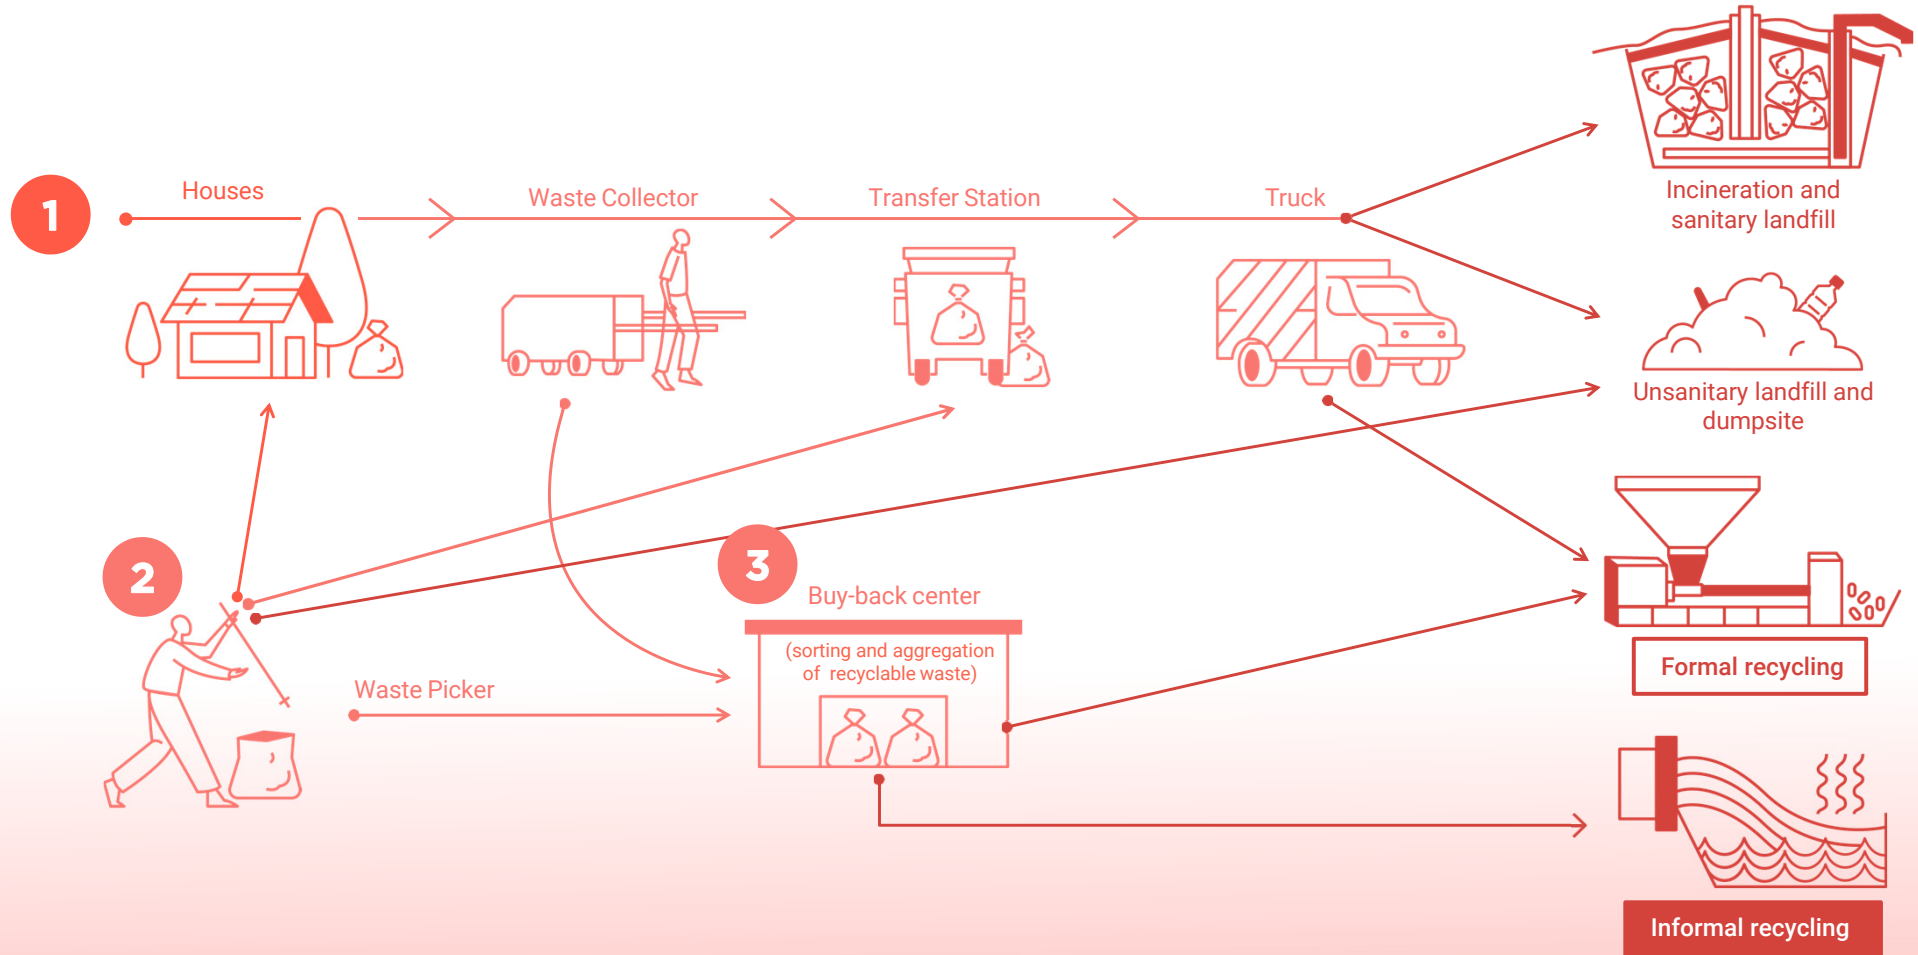 1
Houses
Waste Collector
Transfer Station
Truck
Incineration and
sanitary landfill
Unsanitary landfill and
dumpsite
2
Waste Picker
3
Buy-back center
(sorting and aggregation
of recyclable waste)
Formal recycling
Informal recycling